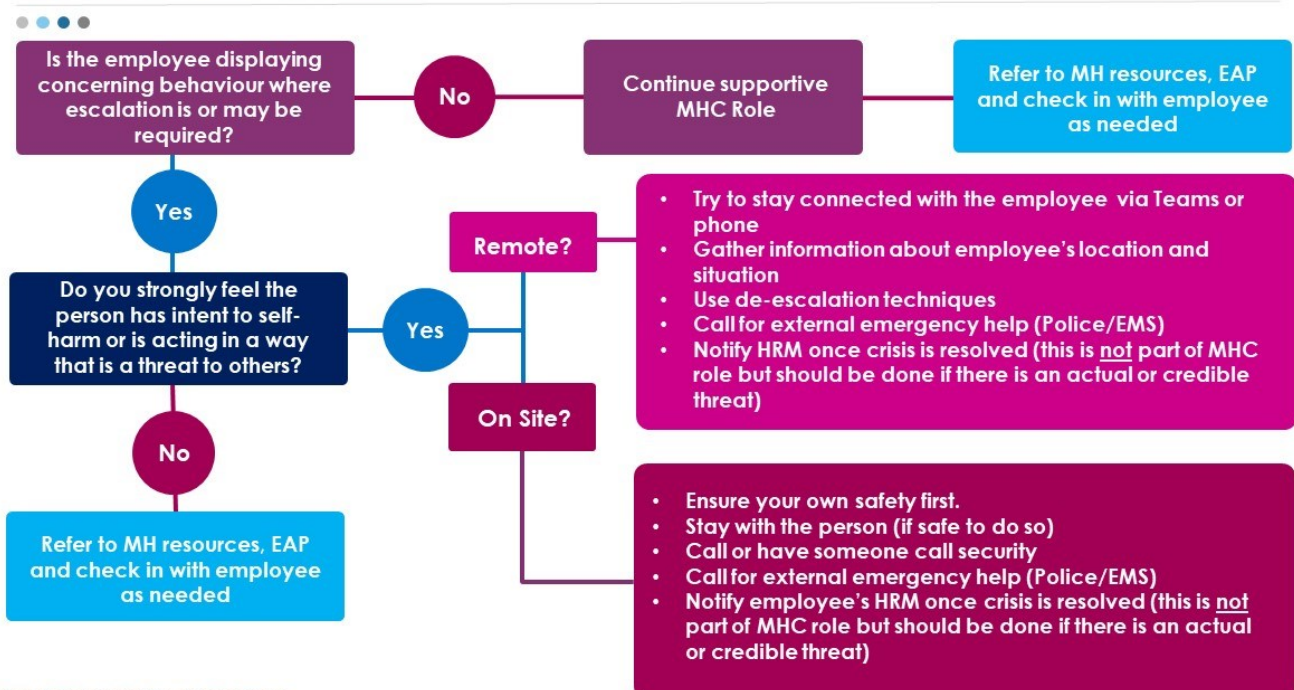 Is the employee displaying
concerning behaviour where
escalation is or may be
required?
No
Continue supportive
MHC Role
Refer to MH resources, EAP
and check in with employee
as needed
Yes
Do you strongly feel the
person has intent to self-
harm or is acting in a way
that is a threat to others?
Yes
Remote?
• Try to stay connected with the employee via Teams or
phone
• Gather information about employee's location and
situation
• Use de-escalation techniques
• Call for external emergency help (Police/EMS)
• Notify HRM once crisis is resolved (this is not part of MHC
role but should be done if there is an actual or credible
threat)
On Site?
• Ensure your own safety first.
• Stay with the person (if safe to do so)
• Call or have someone call security
• Call for external emergency help (Police/EMS)
• Notify employee's HRM once crisis is resolved (this is not
part of MHC role but should be done if there is an actual
or credible threat)
No
Refer to MH resources, EAP
and check in with employee
as needed